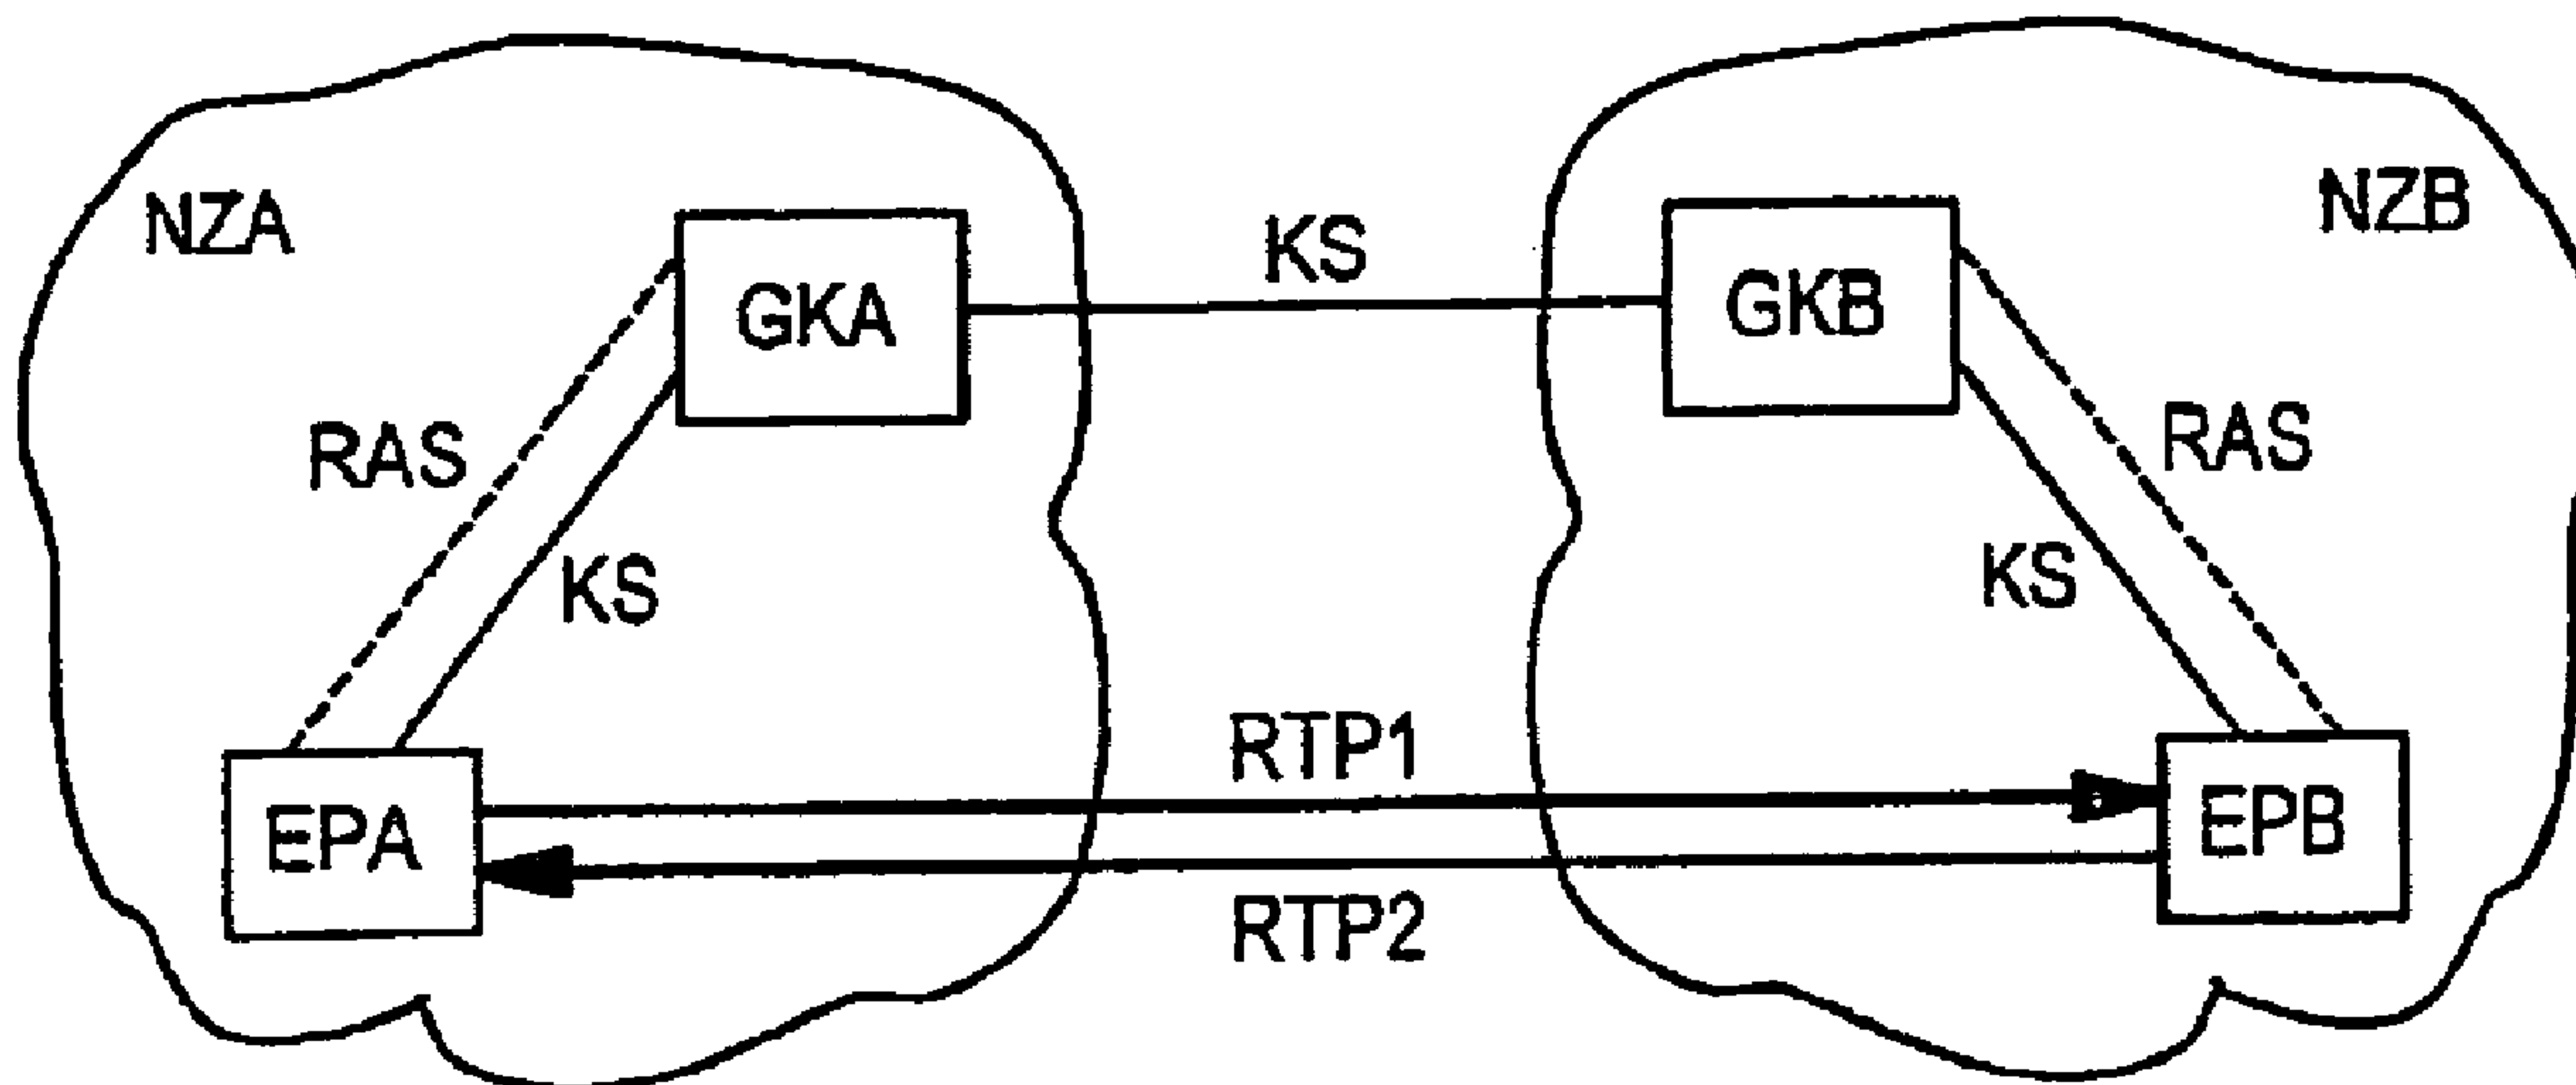 NZA
NZB
KS
GKA
GKB
RAS
RAS
KS
KS
RTP1
EPA
EPB
RTP2